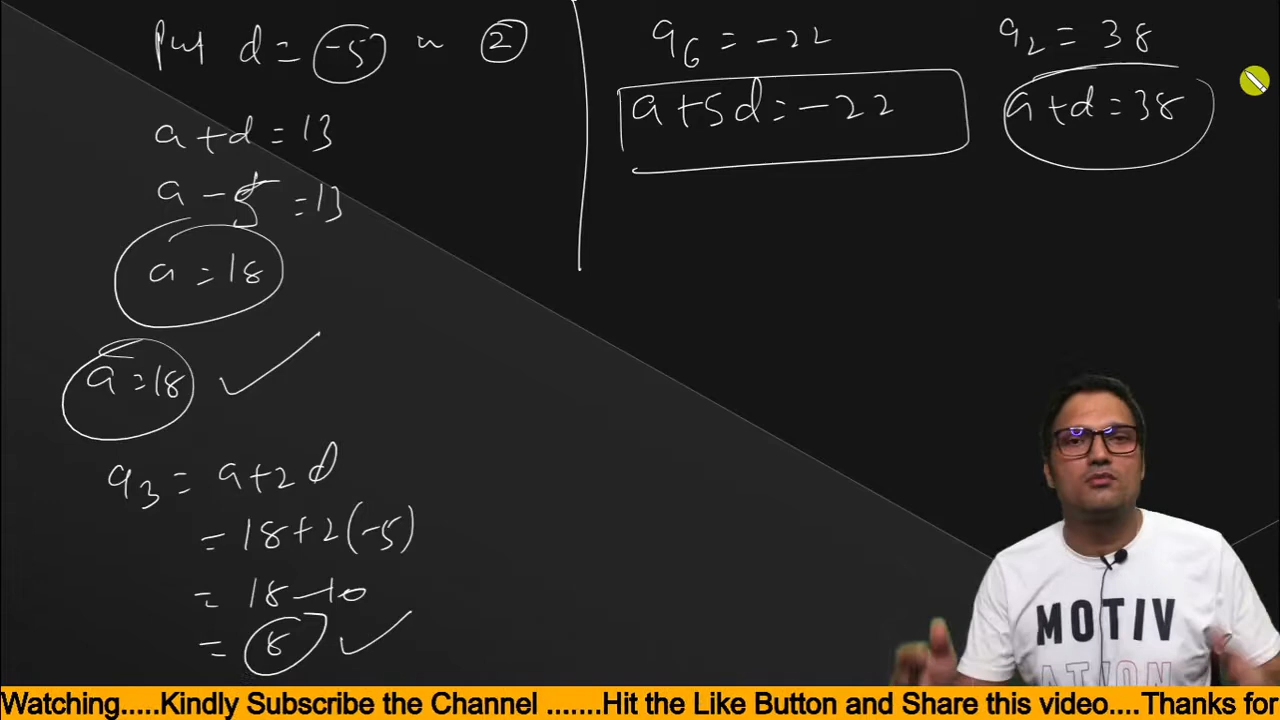 Put d = -5 in 2
a + d = 13
a - 5 = 13
a = 18
a = 18 ✓
a3 = a + 2d
= 18 + 2(-5)
= 18 - 10
= 8 ✓
a6 = -22
a + 5d = -22
a2 = 38
a + d = 38
MOTIV
ATION
Watching.....Kindly Subscribe the Channel .......Hit the Like Button and Share this video....Thanks for